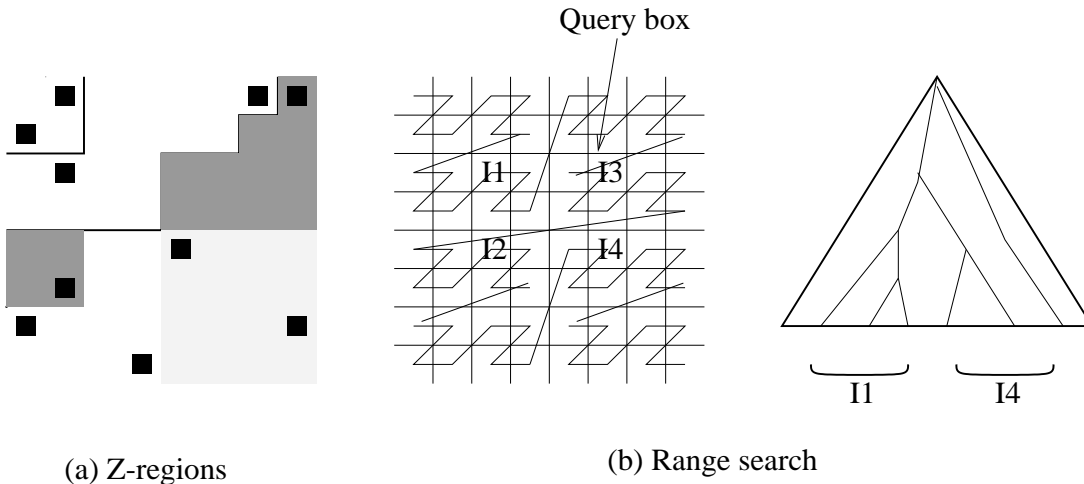 Query box
I1
I3
I2
I4
I1
I4
(a) Z-regions
(b) Range search